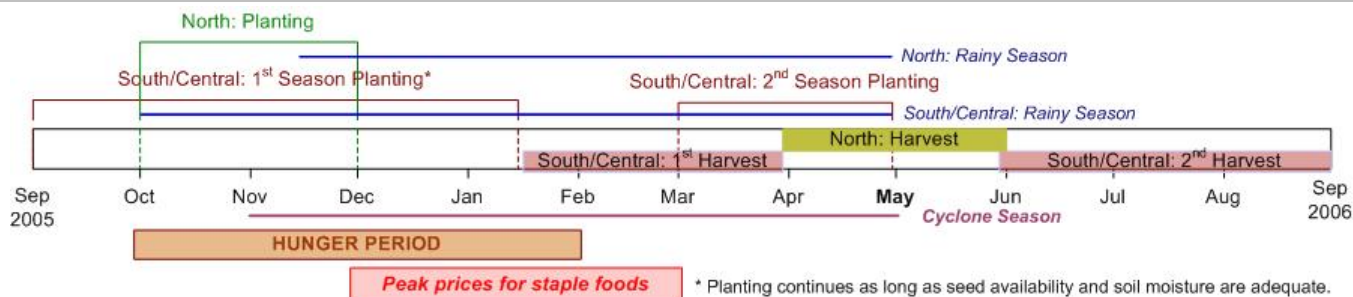 North: Planting
North: Rainy Season
South/Central: 1st Season Planting*
South/Central: 2nd Season Planting
South/Central: Rainy Season
North: Harvest
South/Central: 1st Harvest
South/Central: 2nd Harvest
Sep 2005
Oct
Nov
Dec
Jan
Feb
Mar
Apr
May
Jun
Jul
Aug
Sep 2006
Cyclone Season
HUNGER PERIOD
Peak prices for staple foods
* Planting continues as long as seed availability and soil moisture are adequate.